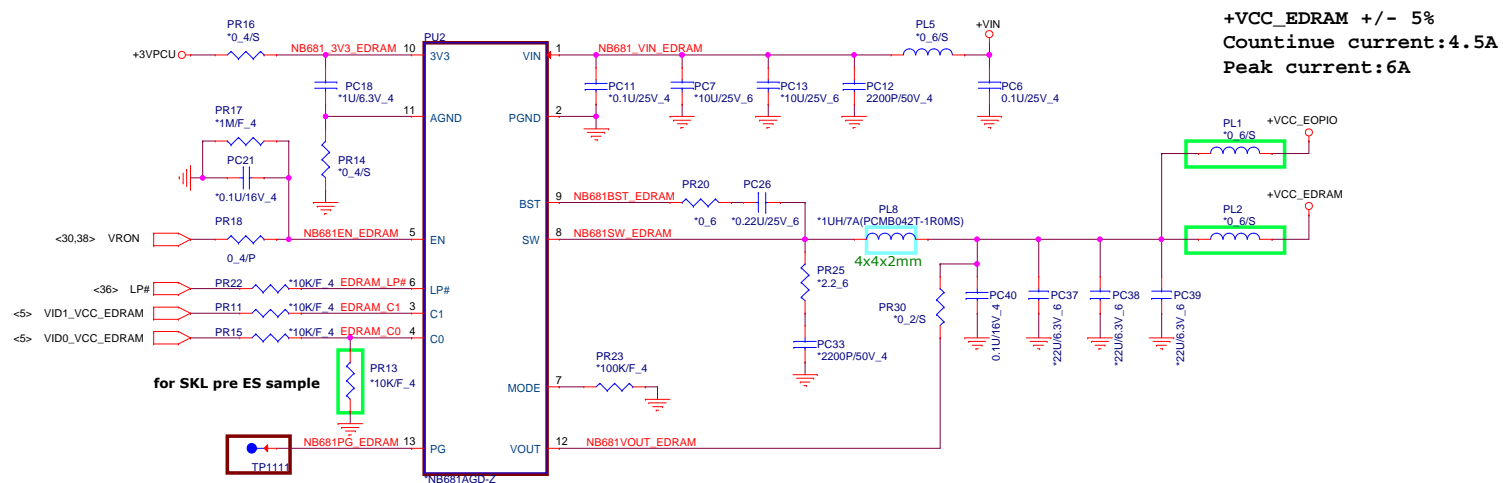 +VCC_EDRAM +/- 5%
Countinue current:4.5A
Peak current:6A
PR16
*0_4/S
+3VPCU
NB681_3V3_EDRAM
10
3V3
PU2
VIN
1
NB681_VIN_EDRAM
PL5
*0_6/S
+VIN
PC18
*1U/6.3V_4
PC11
*0.1U/25V_4
PC7
*10U/25V_6
PC13
*10U/25V_6
PC12
2200P/50V_4
PC6
0.1U/25V_4
11
AGND
PGND
2
PR17
*1M/F_4
PC21
*0.1U/16V_4
PR14
*0_4/S
PL1
*0_6/S
+VCC_EOPIO
PR18
0_4/P
<30,38>
VRON
NB681EN_EDRAM
5
EN
BST
9
NB681BST_EDRAM
PR20
*0_6
PC26
*0.22U/25V_6
SW
8
NB681SW_EDRAM
PL8
*1UH/7A(PCMB042T-1R0MS)
4x4x2mm
PL2
*0_6/S
+VCC_EDRAM
<36>
LP#
PR22
*10K/F_4
EDRAM_LP#
6
LP#
<5>
VID1_VCC_EDRAM
PR11
*10K/F_4
EDRAM_C1
3
C1
<5>
VID0_VCC_EDRAM
PR15
*10K/F_4
EDRAM_C0
4
C0
PR25
*2.2_6
PR30
*0_2/S
PC40
0.1U/16V_4
PC37
*22U/6.3V_6
PC38
*22U/6.3V_6
PC39
*22U/6.3V_6
PC33
*2200P/50V_4
for SKL pre ES sample
PR13
*10K/F_4
PR23
*100K/F_4
MODE
7
TP1111
NB681PG_EDRAM
13
PG
VOUT
12
NB681VOUT_EDRAM
*NB681AGD-Z